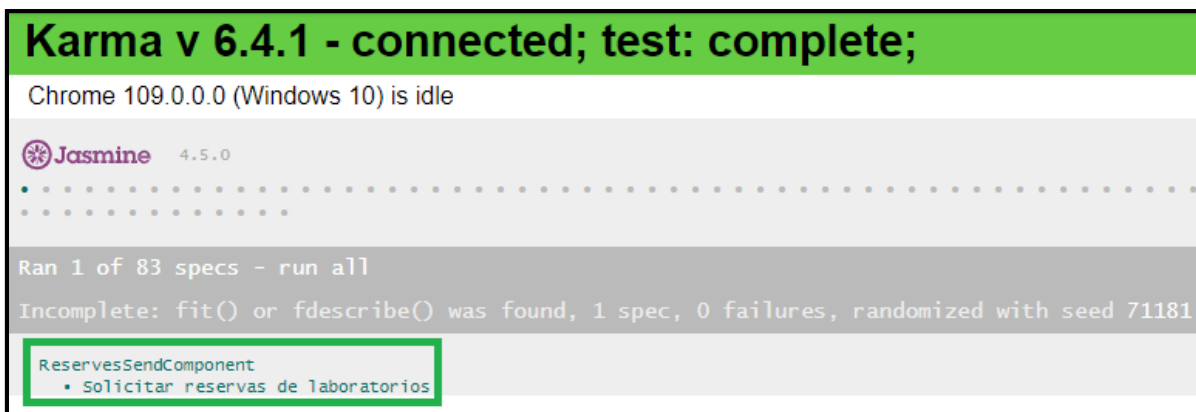 Karma v 6.4.1 - connected; test: complete;
Chrome 109.0.0.0 (Windows 10) is idle
Jasmine 4.5.0
Ran 1 of 83 specs - run all
Incomplete: fit() or fdescribe() was found, 1 spec, 0 failures, randomized with seed 71181
ReservesSendComponent
• Solicitar reservas de laboratorios